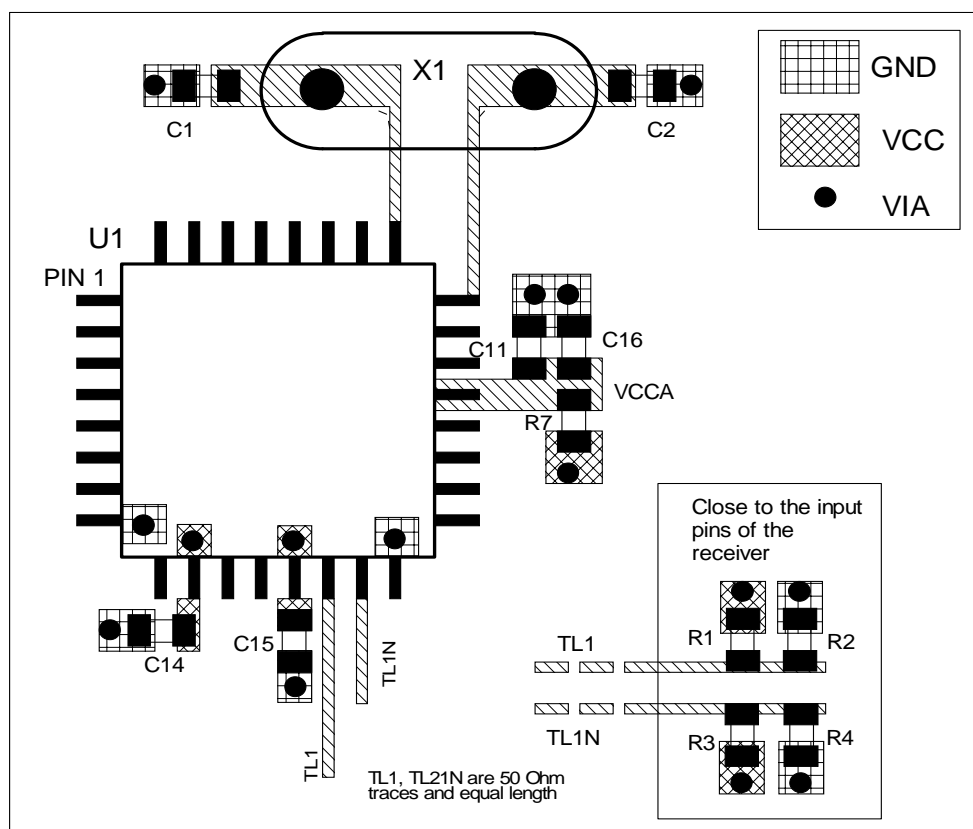 X1
C1
C2
GND
VCC
VIA
U1
PIN 1
C11
C16
VCCA
R7
Close to the input
pins of the
receiver
C14
C15
TL1
TL1N
TL1
TL1N
R1
R2
R3
R4
TL1, TL21N are 50 Ohm
traces and equal length